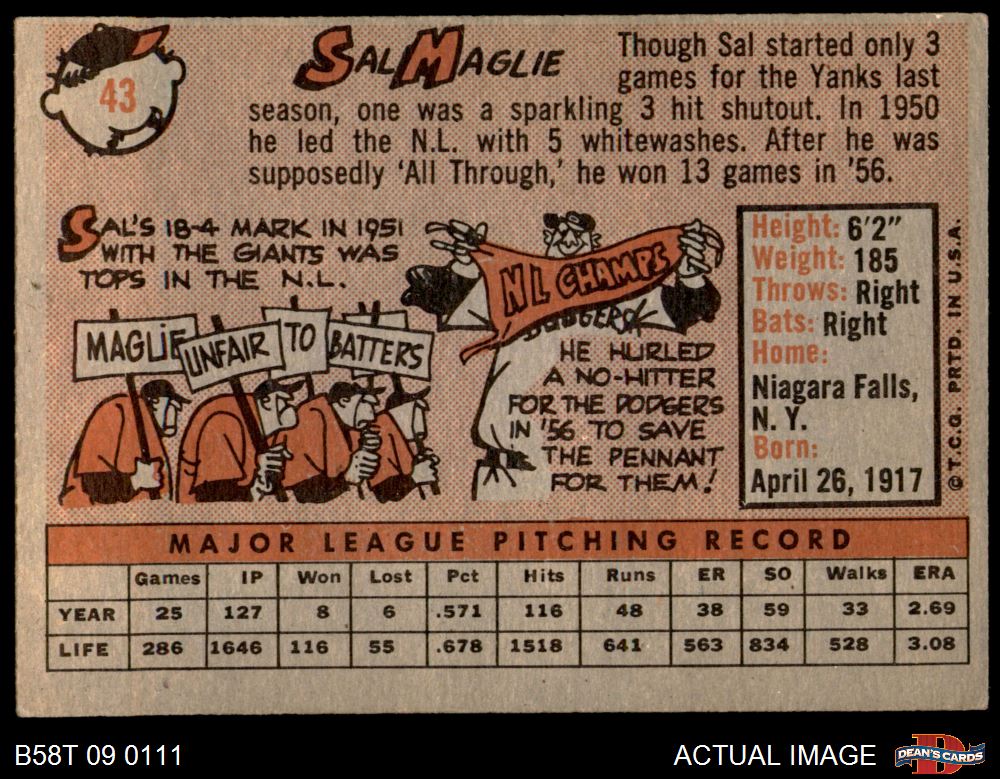 43
SAL MAGLIE
Though Sal started only 3
games for the Yanks last
season, one was a sparkling 3 hit shutout. In 1950
he led the N.L. with 5 whitewashes. After he was
supposedly 'All Through,' he won 13 games in '56.
SAL'S 18-4 MARK IN 1951
WITH THE GIANTS WAS
TOPS IN THE N.L.
MAGLIE UNFAIR TO BATTERS
NL CHAMPS
DODGERS
HE HURLED
A NO-HITTER
FOR THE DODGERS
IN '56 TO SAVE
THE PENNANT
FOR THEM!
Height: 6'2"
Weight: 185
Throws: Right
Bats: Right
Home:
Niagara Falls,
N. Y.
Born:
April 26, 1917
© T.C.G. PRTD. IN U.S.A.
MAJOR LEAGUE PITCHING RECORD
Games IP Won Lost Pct Hits Runs ER SO Walks ERA
YEAR 25 127 8 6 .571 116 48 38 59 33 2.69
LIFE 286 1646 116 55 .678 1518 641 563 834 528 3.08
B58T 09 0111
ACTUAL IMAGE
D
DEAN'S CARDS